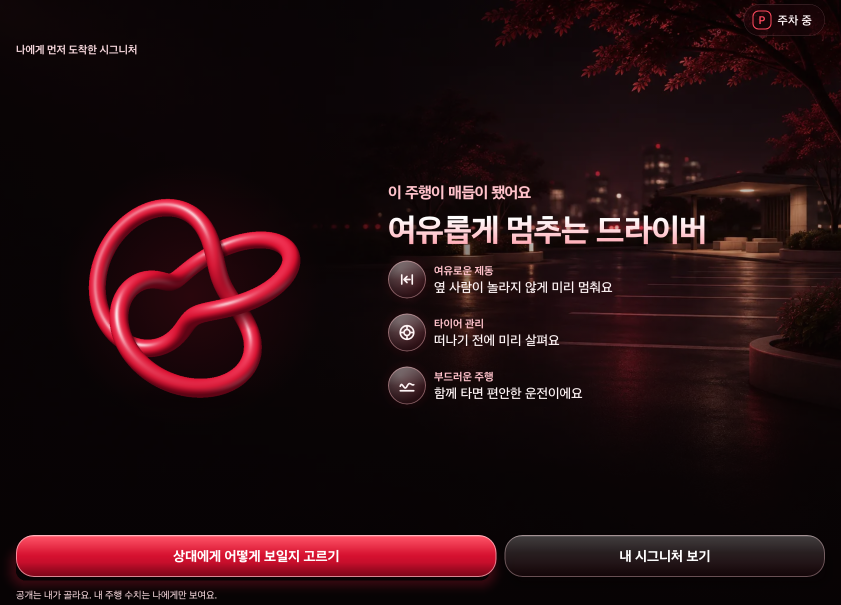 P 주차 중
나에게 먼저 도착한 시그니처
이 주행이 매듭이 됐어요
여유롭게 멈추는 드라이버
여유로운 제동
옆 사람이 놀라지 않게 미리 멈춰요
타이어 관리
떠나기 전에 미리 살펴요
부드러운 주행
함께 타면 편안한 운전이에요
상대에게 어떻게 보일지 고르기
내 시그니처 보기
공개는 내가 골라요. 내 주행 수치는 나에게만 보여요.